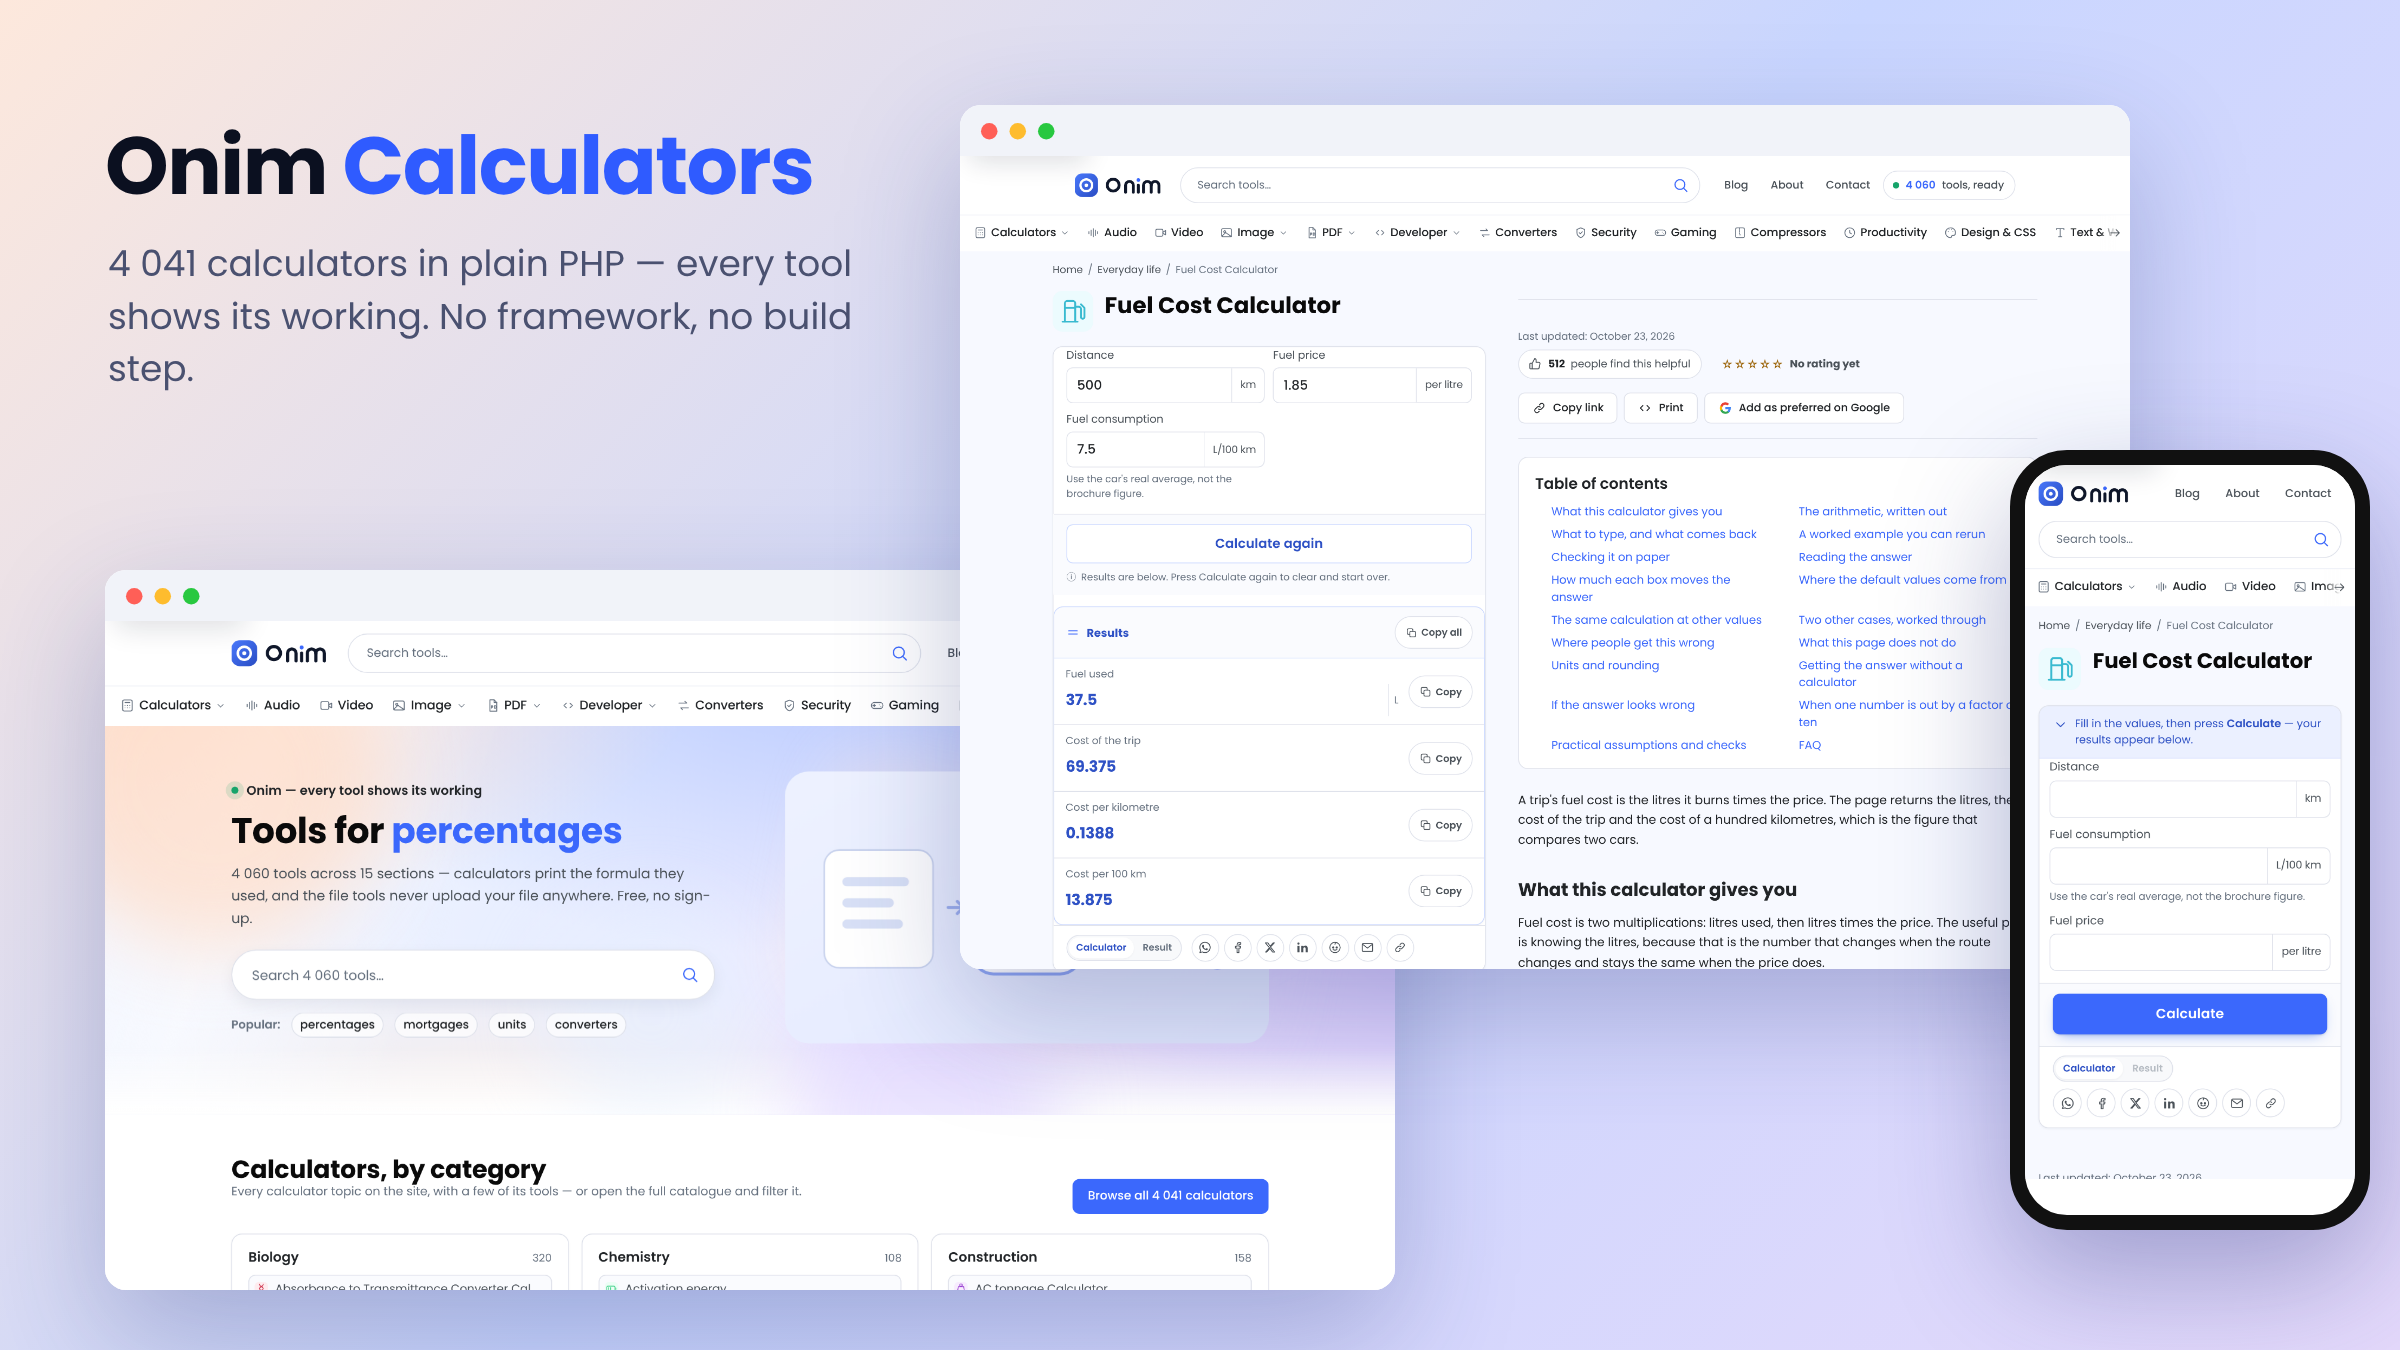 Onim Calculators
4 041 calculators in plain PHP — every tool
shows its working. No framework, no build
step.
Onim
Search tools…
Calculators
Audio
Video
Image
PDF
Developer
Converters
Security
Gaming
Onim — every tool shows its working
Tools for percentages
4 060 tools across 15 sections — calculators print the formula they
used, and the file tools never upload your file anywhere. Free, no sign-
up.
Search 4 060 tools…
Popular: percentages mortgages units converters
Calculators, by category
Every calculator topic on the site, with a few of its tools — or open the full catalogue and filter it.
Browse all 4 041 calculators
Biology 320
Chemistry 108
Construction 158
Absorbance to Transmittance Converter Cal
Activation energy
AC tonnage Calculator
Onim
Search tools…
Blog About Contact 4 060 tools, ready
Calculators Audio Video Image PDF Developer Converters Security Gaming Compressors Productivity Design & CSS Text &
Home / Everyday life / Fuel Cost Calculator
Fuel Cost Calculator
Distance
500 km
Fuel price
1.85 per litre
Fuel consumption
7.5 L/100 km
Use the car's real average, not the
brochure figure.
Calculate again
Results are below. Press Calculate again to clear and start over.
Results
Copy all
Fuel used
37.5 L Copy
Cost of the trip
69.375 Copy
Cost per kilometre
0.1388 Copy
Cost per 100 km
13.875 Copy
Calculator Result
Last updated: October 23, 2026
512 people find this helpful
No rating yet
Copy link
Print
Add as preferred on Google
Table of contents
What this calculator gives you
The arithmetic, written out
What to type, and what comes back
A worked example you can rerun
Checking it on paper
Reading the answer
How much each box moves the
answer
Where the default values come from
The same calculation at other values
Two other cases, worked through
Where people get this wrong
What this page does not do
Units and rounding
Getting the answer without a
calculator
If the answer looks wrong
When one number is out by a factor
ten
Practical assumptions and checks
FAQ
A trip's fuel cost is the litres it burns times the price. The page returns the litres, the
cost of the trip and the cost of a hundred kilometres, which is the figure that
compares two cars.
What this calculator gives you
Fuel cost is two multiplications: litres used, then litres times the price. The useful
is knowing the litres, because that is the number that changes when the route
changes and stays the same when the price does.
Onim
Blog About Contact
Search tools…
Calculators Audio Video
Home / Everyday life / Fuel Cost Calculator
Fuel Cost Calculator
Fill in the values, then press Calculate — your
results appear below.
Distance
km
Fuel consumption
L/100 km
Use the car's real average, not the brochure figure.
Fuel price
per litre
Calculate
Calculator Result
Last updated: October 23, 2026